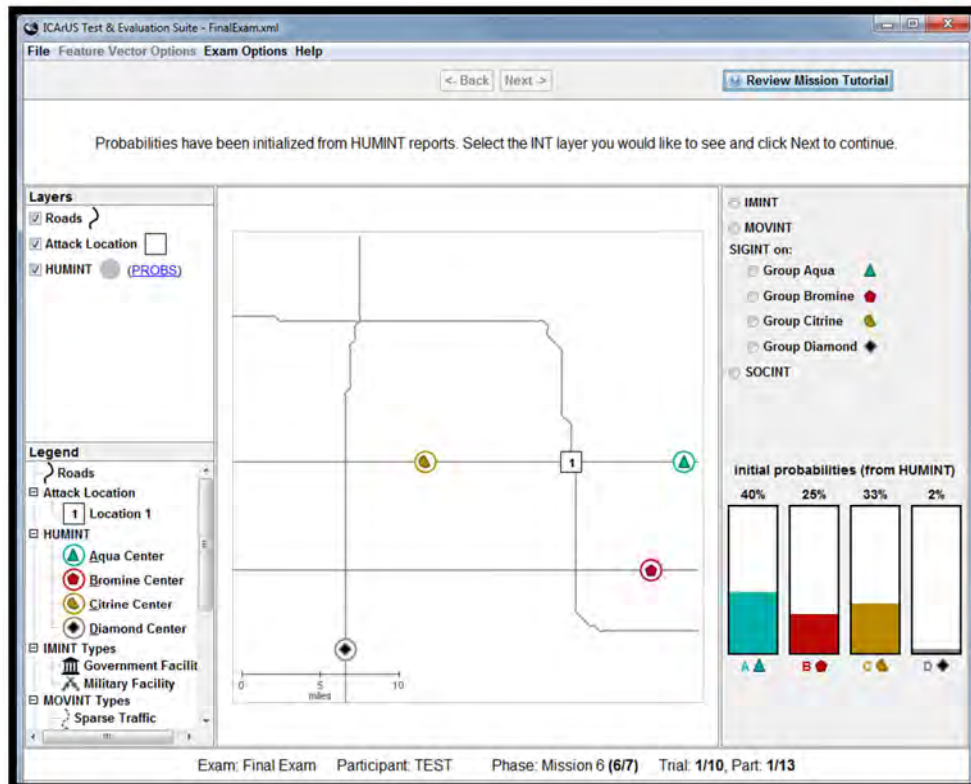 ICArUS Test & Evaluation Suite - FinalExam.xml
File Feature Vector Options Exam Options Help
<- Back Next -> Review Mission Tutorial
Probabilities have been initialized from HUMINT reports. Select the INT layer you would like to see and click Next to continue.
Layers
Roads
Attack Location
HUMINT (PROBS)
Legend
Roads
Attack Location
1 Location 1
HUMINT
Aqua Center
Bromine Center
Citrine Center
Diamond Center
IMINT Types
Government Facilit
Military Facility
MOVINT Types
Sparse Traffic
1
0 5 10
miles
IMINT
MOVINT
SIGINT on:
Group Aqua
Group Bromine
Group Citrine
Group Diamond
SOCINT
initial probabilities (from HUMINT)
40% 25% 33% 2%
A B C D
Exam: Final Exam Participant: TEST Phase: Mission 6 (6/7) Trial: 1/10, Part: 1/13